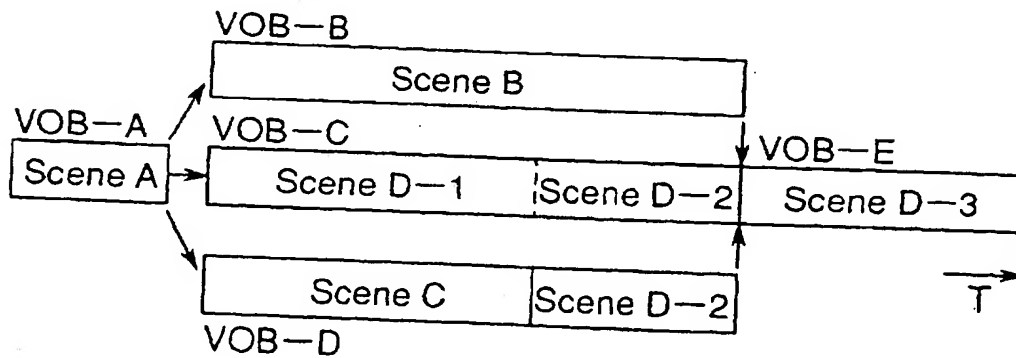 VOB—B
Scene B
VOB—A
VOB—C
VOB—E
Scene A
Scene D—1
Scene D—2
Scene D—3
Scene C
Scene D—2
T
VOB—D